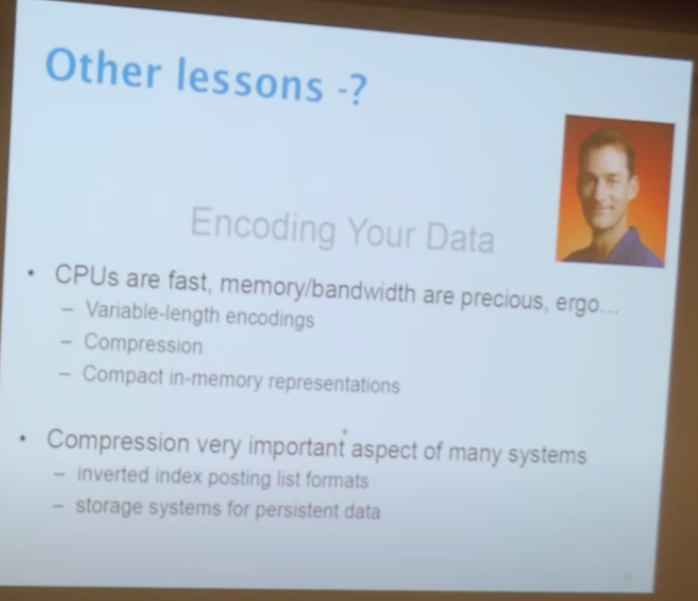 Other lessons -?
Encoding Your Data
• CPUs are fast, memory/bandwidth are precious, ergo...
– Variable-length encodings
– Compression
– Compact in-memory representations
• Compression very important aspect of many systems
– inverted index posting list formats
– storage systems for persistent data